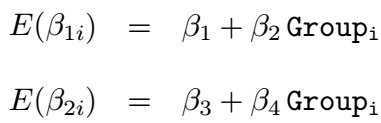 E(β₁ᵢ) = β₁ + β₂ Groupᵢ
E(β₂ᵢ) = β₃ + β₄ Groupᵢ